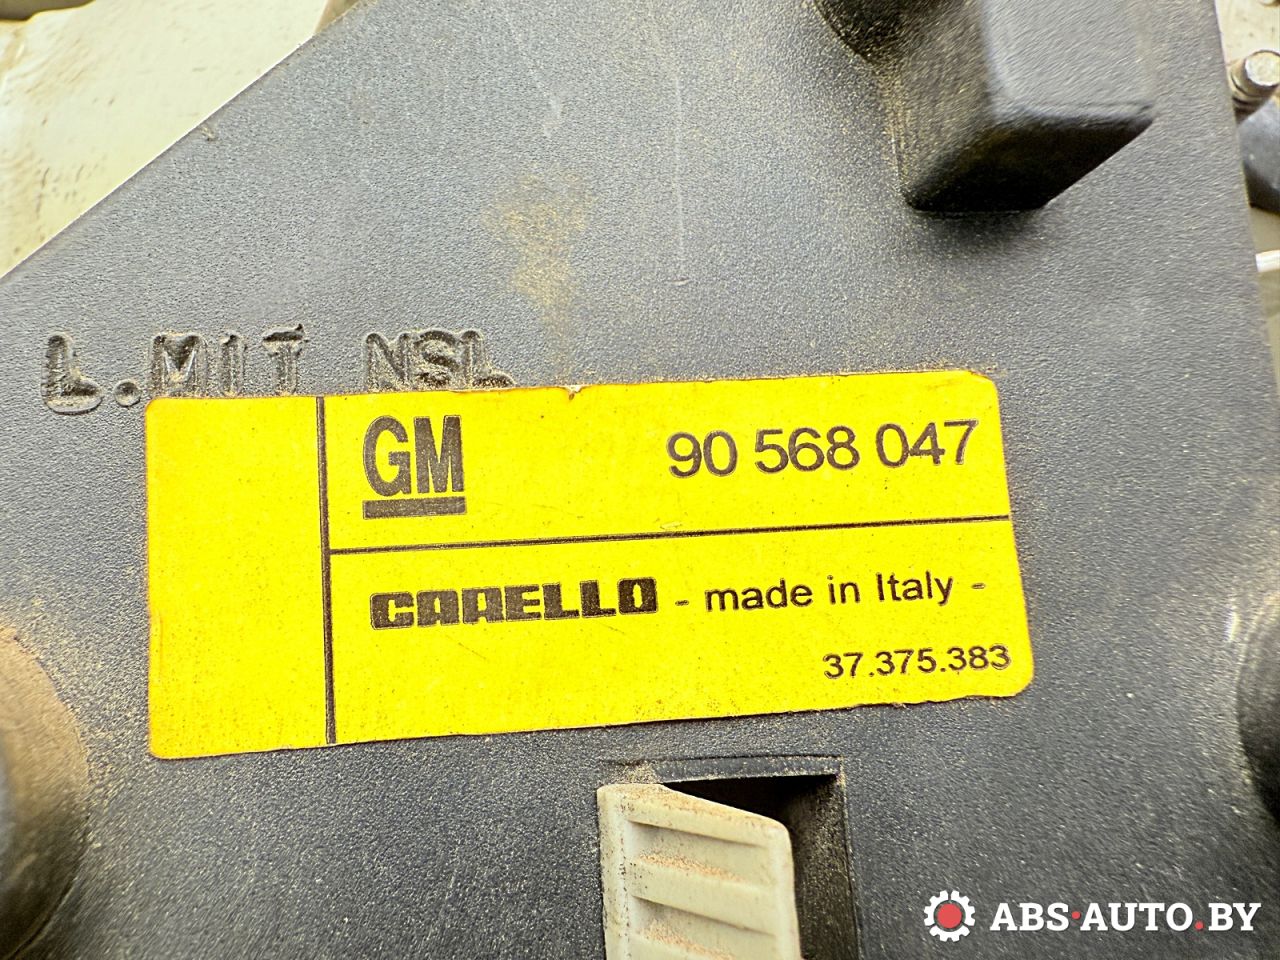 L.MIT NSL
GM 90 568 047
CARELLO - made in Italy -
37.375.383
ABS·AUTO.BY